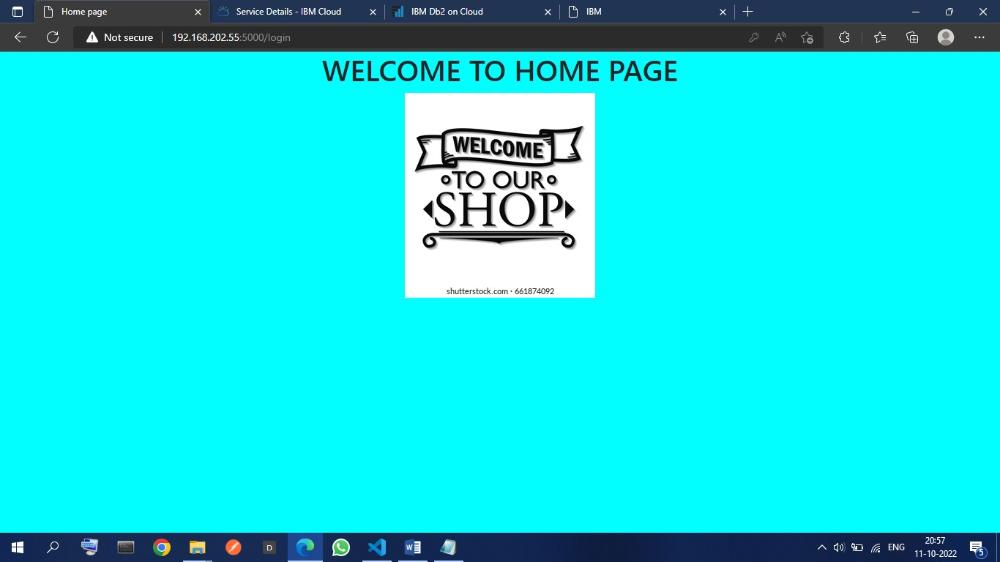 Home page
Service Details - IBM Cloud
IBM Db2 on Cloud
IBM
Not secure
192.168.202.55:5000/login
WELCOME TO HOME PAGE
WELCOME
TO OUR
SHOP
shutterstock.com · 661874092
D
ENG
20:57
11-10-2022
5